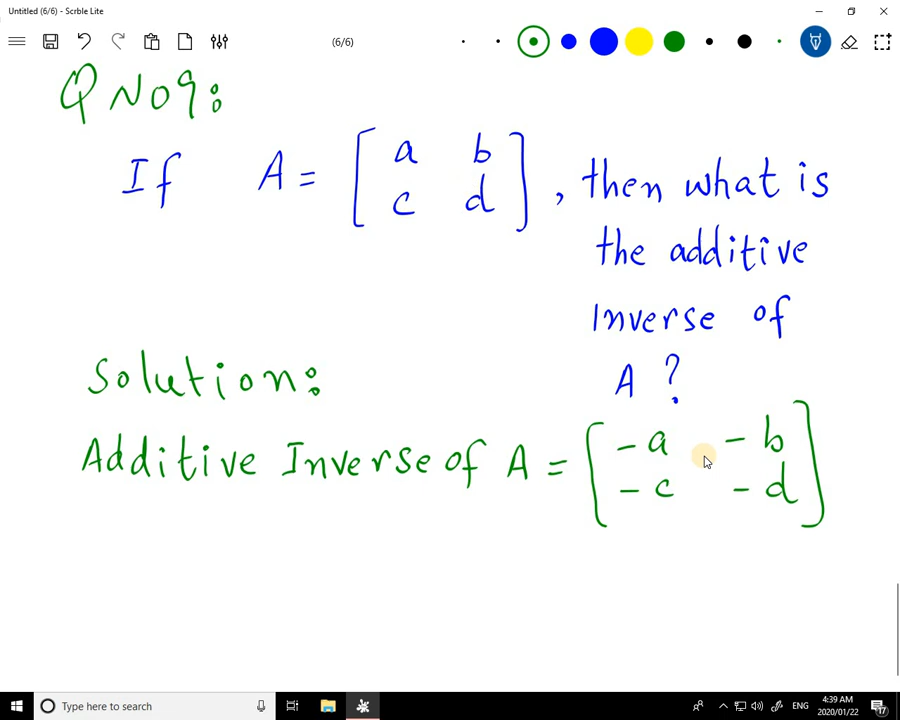 Untitled (6/6) - Scrble Lite
(6/6)
Q No 9:
If A = [ a b
c d ], then what is
the additive
Inverse of
A ?
Solution:
Additive Inverse of A = [ -a -b
-c -d ]
Type here to search
ENG
4:39 AM
2020/01/22
17